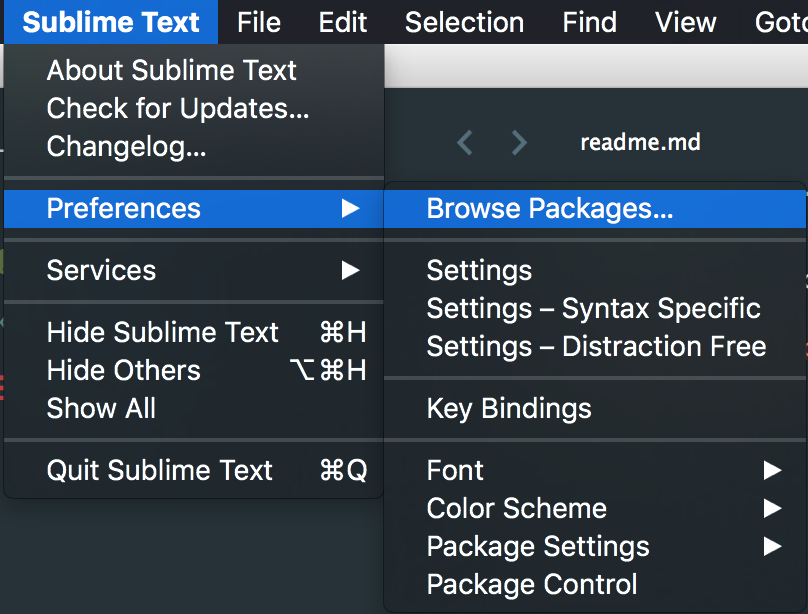 Sublime Text File Edit Selection Find View Goto
About Sublime Text
Check for Updates...
Changelog...
Preferences ▶
Services ▶
Hide Sublime Text ⌘H
Hide Others ⌥⌘H
Show All
Quit Sublime Text ⌘Q
readme.md
Browse Packages...
Settings
Settings – Syntax Specific
Settings – Distraction Free
Key Bindings
Font ▶
Color Scheme ▶
Package Settings ▶
Package Control